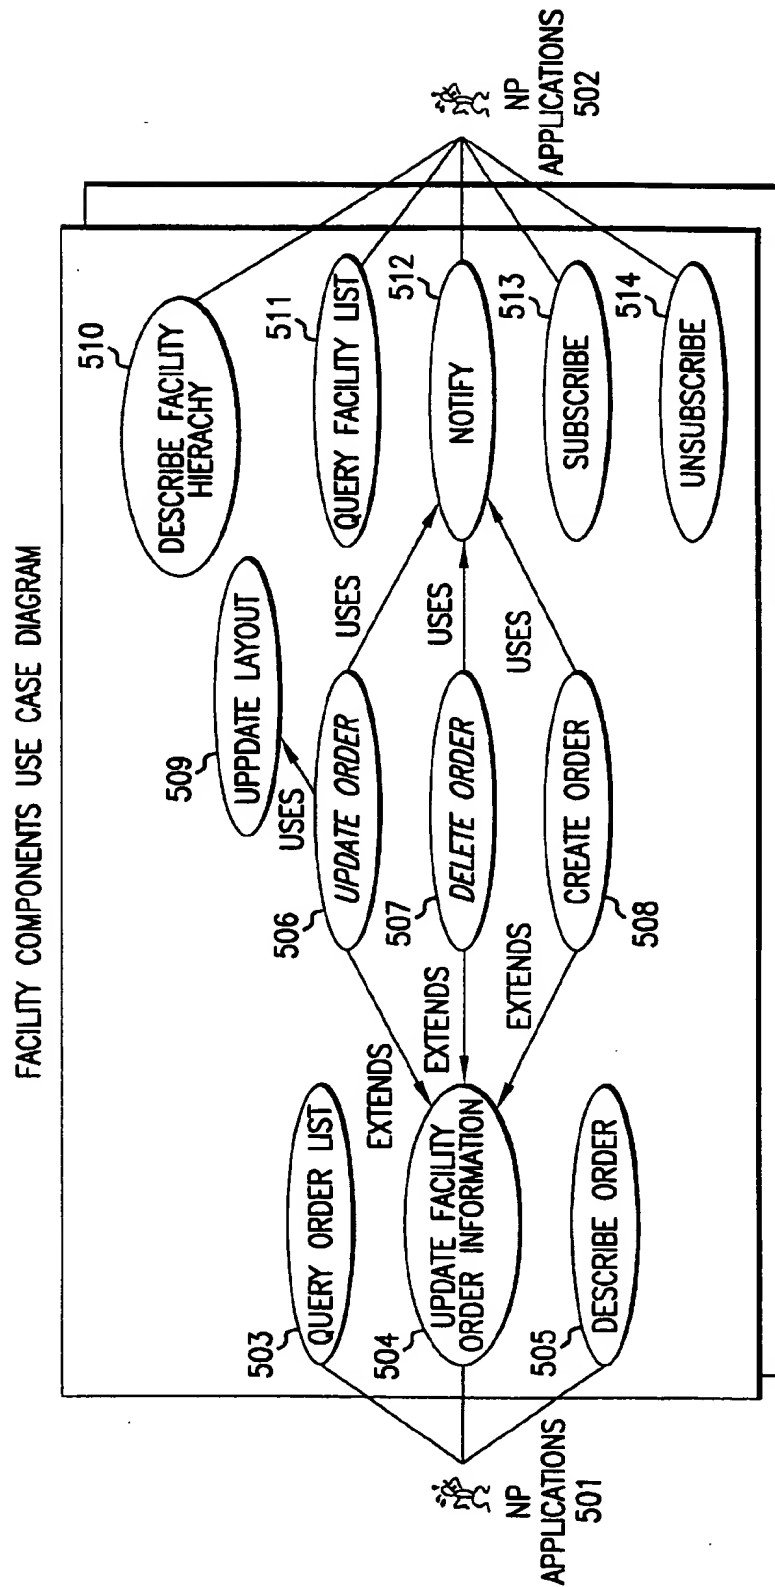 FACILITY COMPONENTS USE CASE DIAGRAM
NP
APPLICATIONS
501
503
QUERY ORDER LIST
504
UPDATE FACILITY
ORDER INFORMATION
505
DESCRIBE ORDER
EXTENDS
EXTENDS
EXTENDS
506
UPDATE ORDER
507
DELETE ORDER
CREATE ORDER
508
509
UPPDATE LAYOUT
USES
USES
USES
USES
510
DESCRIBE FACILITY
HIERACHY
511
QUERY FACILITY LIST
512
NOTIFY
513
SUBSCRIBE
514
UNSUBSCRIBE
NP
APPLICATIONS
502